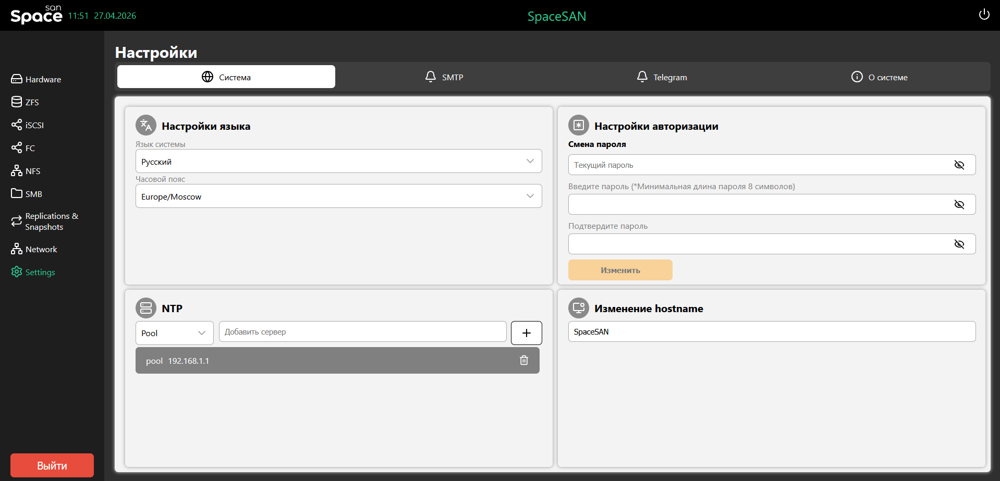 san
Space
11:51 27.04.2026
SpaceSAN
Hardware
ZFS
iSCSI
FC
NFS
SMB
Replications &
Snapshots
Network
Settings
Выйти
Настройки
Система
SMTP
Telegram
О системе
Настройки языка
Язык системы
Русский
Часовой пояс
Europe/Moscow
Настройки авторизации
Смена пароля
Текущий пароль
Введите пароль (*Минимальная длина пароля 8 символов)
Подтвердите пароль
Изменить
NTP
Pool
Добавить сервер
pool 192.168.1.1
Изменение hostname
SpaceSAN